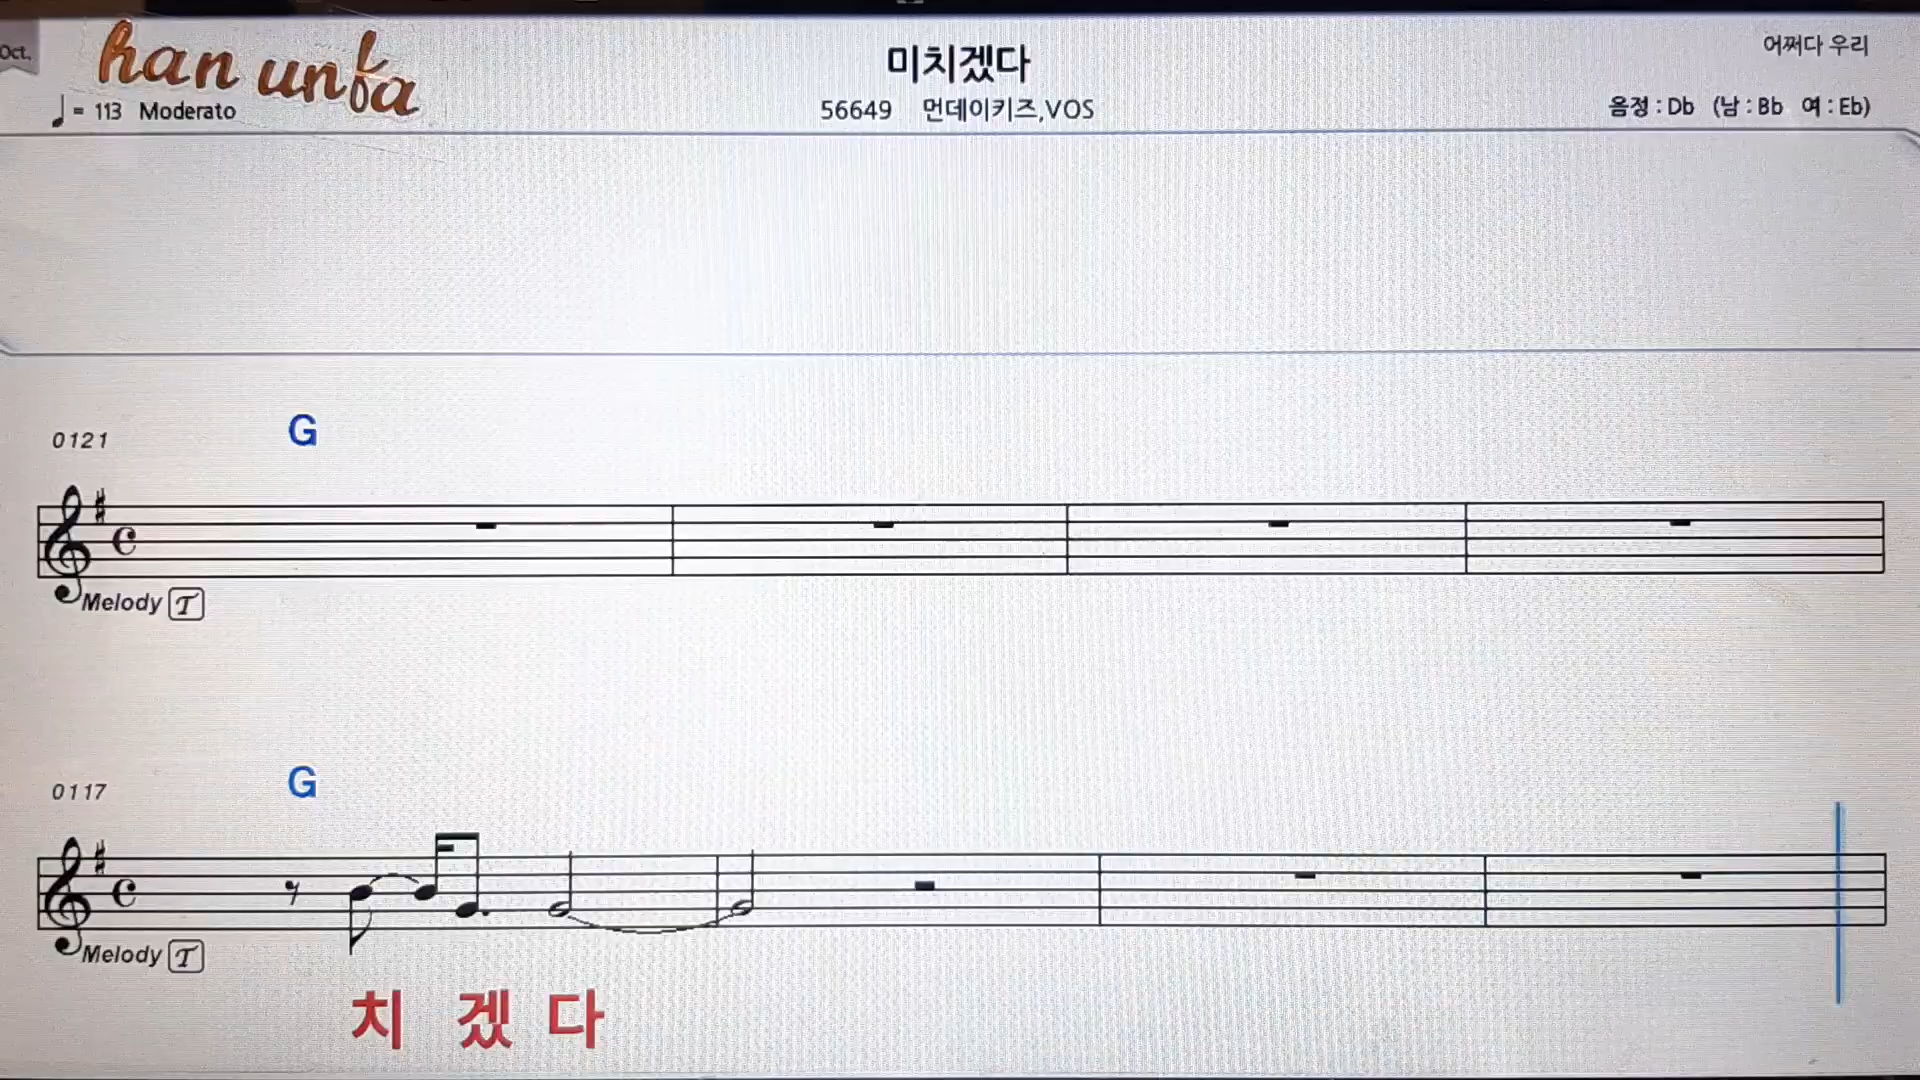 Oct.
han unfa
♩ = 113 Moderato
미치겠다
56649 먼데이키즈,VOS
어쩌다 우리
음정 : Db (남 : Bb 여 : Eb)
0121
G
Melody T
0117
G
Melody T
치 겠 다